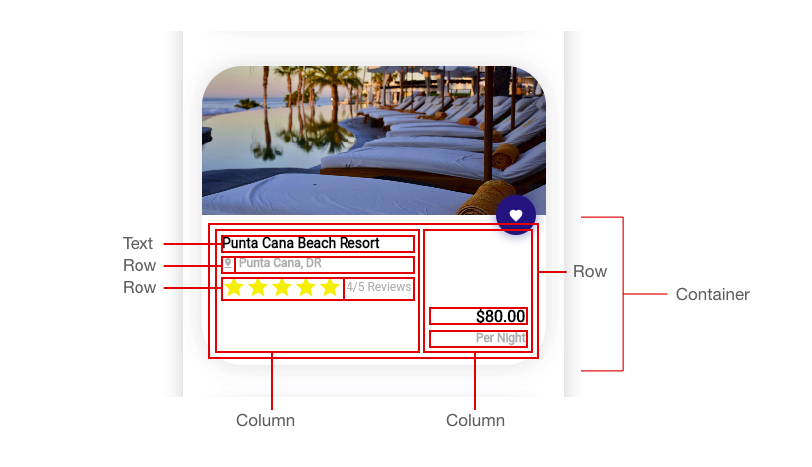 Text
Punta Cana Beach Resort
Row
Punta Cana, DR
Row
4/5 Reviews
$80.00
Per Night
Row
Container
Column
Column